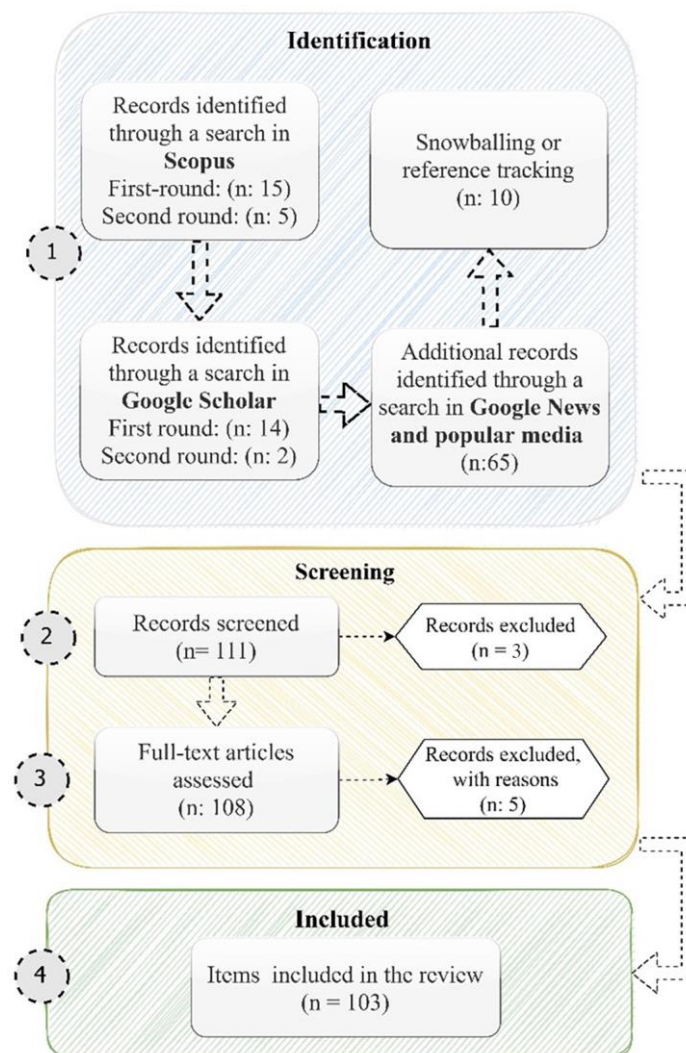 Identification
Records identified
through a search in
Scopus
First-round: (n: 15)
Second round: (n: 5)
Snowballing or
reference tracking
(n: 10)
1
Records identified
through a search in
Google Scholar
First round: (n: 14)
Second round: (n: 2)
Additional records
identified through a
search in Google News
and popular media
(n:65)
Screening
2
Records screened
(n= 111)
Records excluded
(n = 3)
3
Full-text articles
assessed
(n: 108)
Records excluded,
with reasons
(n: 5)
Included
4
Items included in the review
(n = 103)